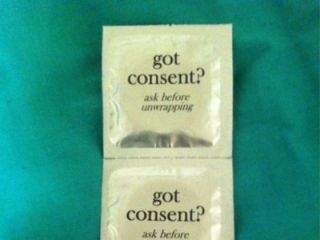 got
consent?
ask before
unwrapping
got
consent?
ask before